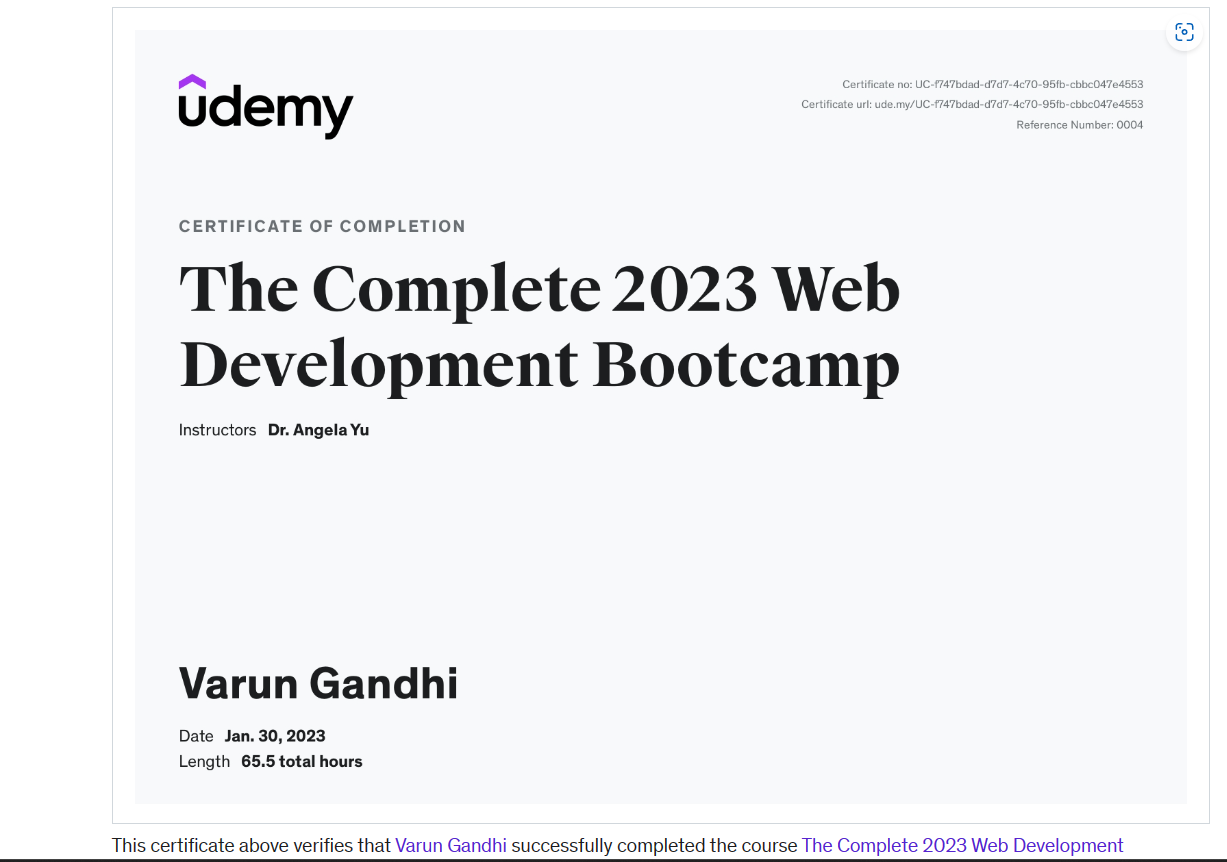 udemy
Certificate no: UC-f747bdad-d7d7-4c70-95fb-cbbc047e4553
Certificate url: ude.my/UC-f747bdad-d7d7-4c70-95fb-cbbc047e4553
Reference Number: 0004
CERTIFICATE OF COMPLETION
The Complete 2023 Web
Development Bootcamp
Instructors Dr. Angela Yu
Varun Gandhi
Date Jan. 30, 2023
Length 65.5 total hours
This certificate above verifies that Varun Gandhi successfully completed the course The Complete 2023 Web Development